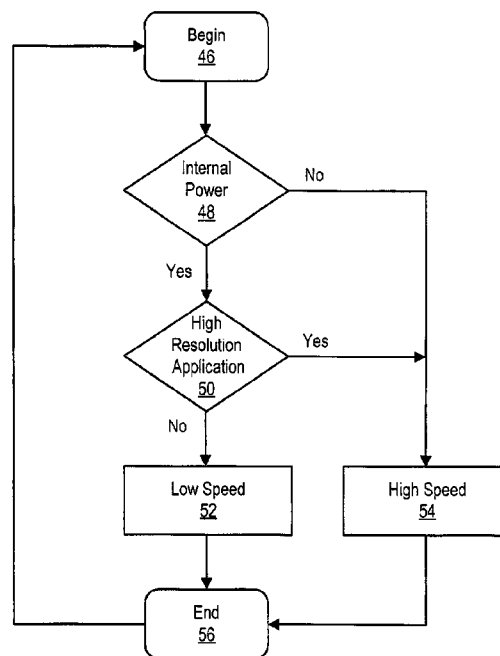 Begin
46
Internal
Power
48
No
Yes
High
Resolution
Application
50
Yes
No
Low Speed
52
High Speed
54
End
56